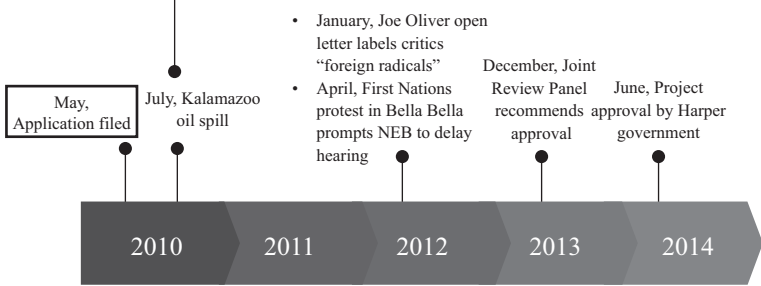 May,
Application filed
July, Kalamazoo
oil spill
• January, Joe Oliver open
letter labels critics
“foreign radicals”
• April, First Nations
protest in Bella Bella
prompts NEB to delay
hearing
December, Joint
Review Panel
recommends
approval
June, Project
approval by Harper
government
2010
2011
2012
2013
2014